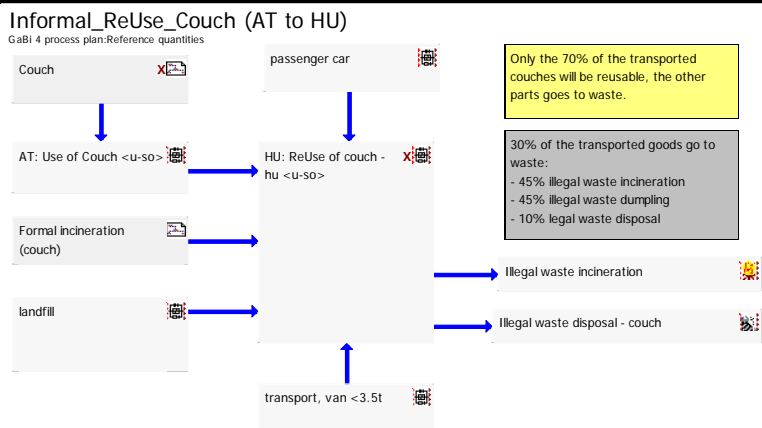 Informal_ReUse_Couch (AT to HU)
GaBi 4 process plan:Reference quantities
Couch
X
passenger car
Only the 70% of the transported
couches will be reusable, the other
parts goes to waste.
AT: Use of Couch <u-so>
HU: ReUse of couch -
hu <u-so>
X
30% of the transported goods go to
waste:
- 45% illegal waste incineration
- 45% illegal waste dumpling
- 10% legal waste disposal
Formal incineration
(couch)
Illegal waste incineration
landfill
Illegal waste disposal - couch
transport, van <3.5t